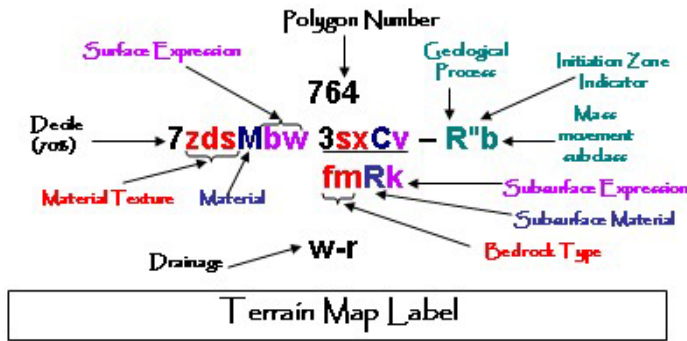 Polygon Number
Surface Expression
Geological Process
Initiation Zone Indicator
764
Decile (70%)
7zdsMbw 3sxCv – R"b
Mass movement subclass
Material Texture
Material
fmRk
Subsurface Expression
Subsurface Material
Drainage
w-r
Bedrock Type
Terrain Map Label